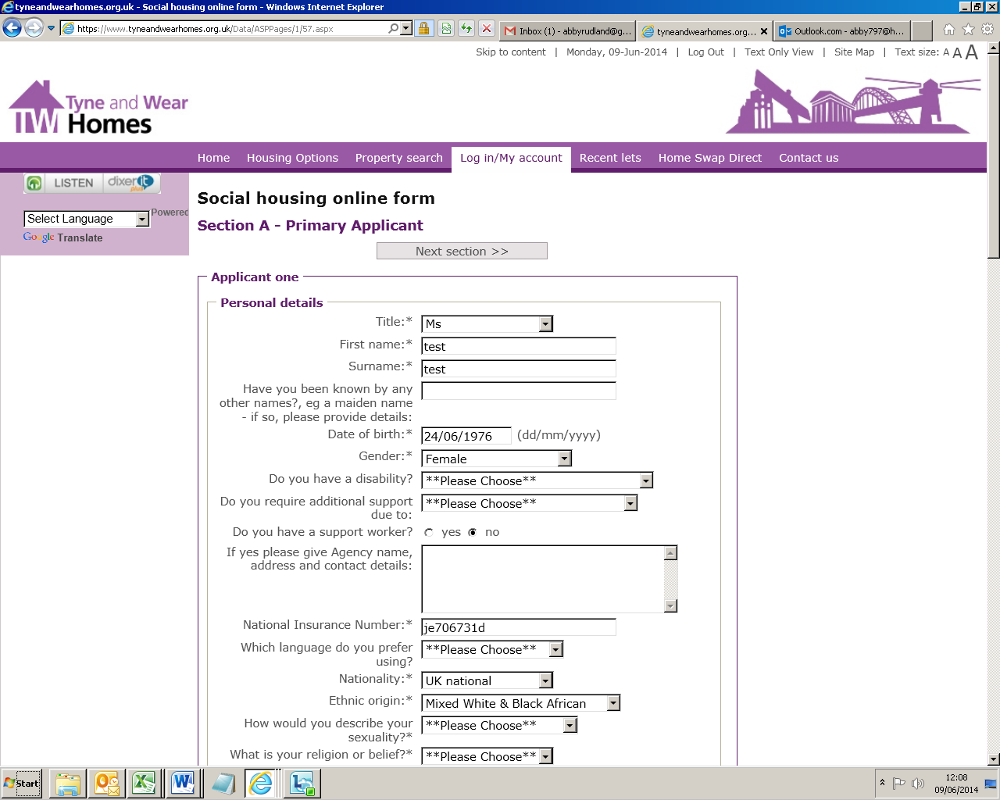 tyneandwearhomes.org.uk - Social housing online form - Windows Internet Explorer
https://www.tyneandwearhomes.org.uk/Data/ASPPages/1/57.aspx
Inbox (1) - abbyrudland@g...
tyneandwearhomes.org...
Outlook.com - abby797@h...
Skip to content | Monday, 09-Jun-2014 | Log Out | Text Only View | Site Map | Text size: A A A
Tyne and Wear
Homes
Home Housing Options Property search Log in/My account Recent lets Home Swap Direct Contact us
LISTEN dixerit plus
Select Language Powered
Google Translate
Social housing online form
Section A - Primary Applicant
Next section >>
Applicant one
Personal details
Title:* Ms
First name:* test
Surname:* test
Have you been known by any
other names?, eg a maiden name
- if so, please provide details:
Date of birth:* 24/06/1976 (dd/mm/yyyy)
Gender:* Female
Do you have a disability? **Please Choose**
Do you require additional support **Please Choose**
due to:
Do you have a support worker? yes no
If yes please give Agency name,
address and contact details:
National Insurance Number:* je706731d
Which language do you prefer **Please Choose**
using?
Nationality:* UK national
Ethnic origin:* Mixed White & Black African
How would you describe your **Please Choose**
sexuality?*
What is your religion or belief?* **Please Choose**
Start
12:08
09/06/2014